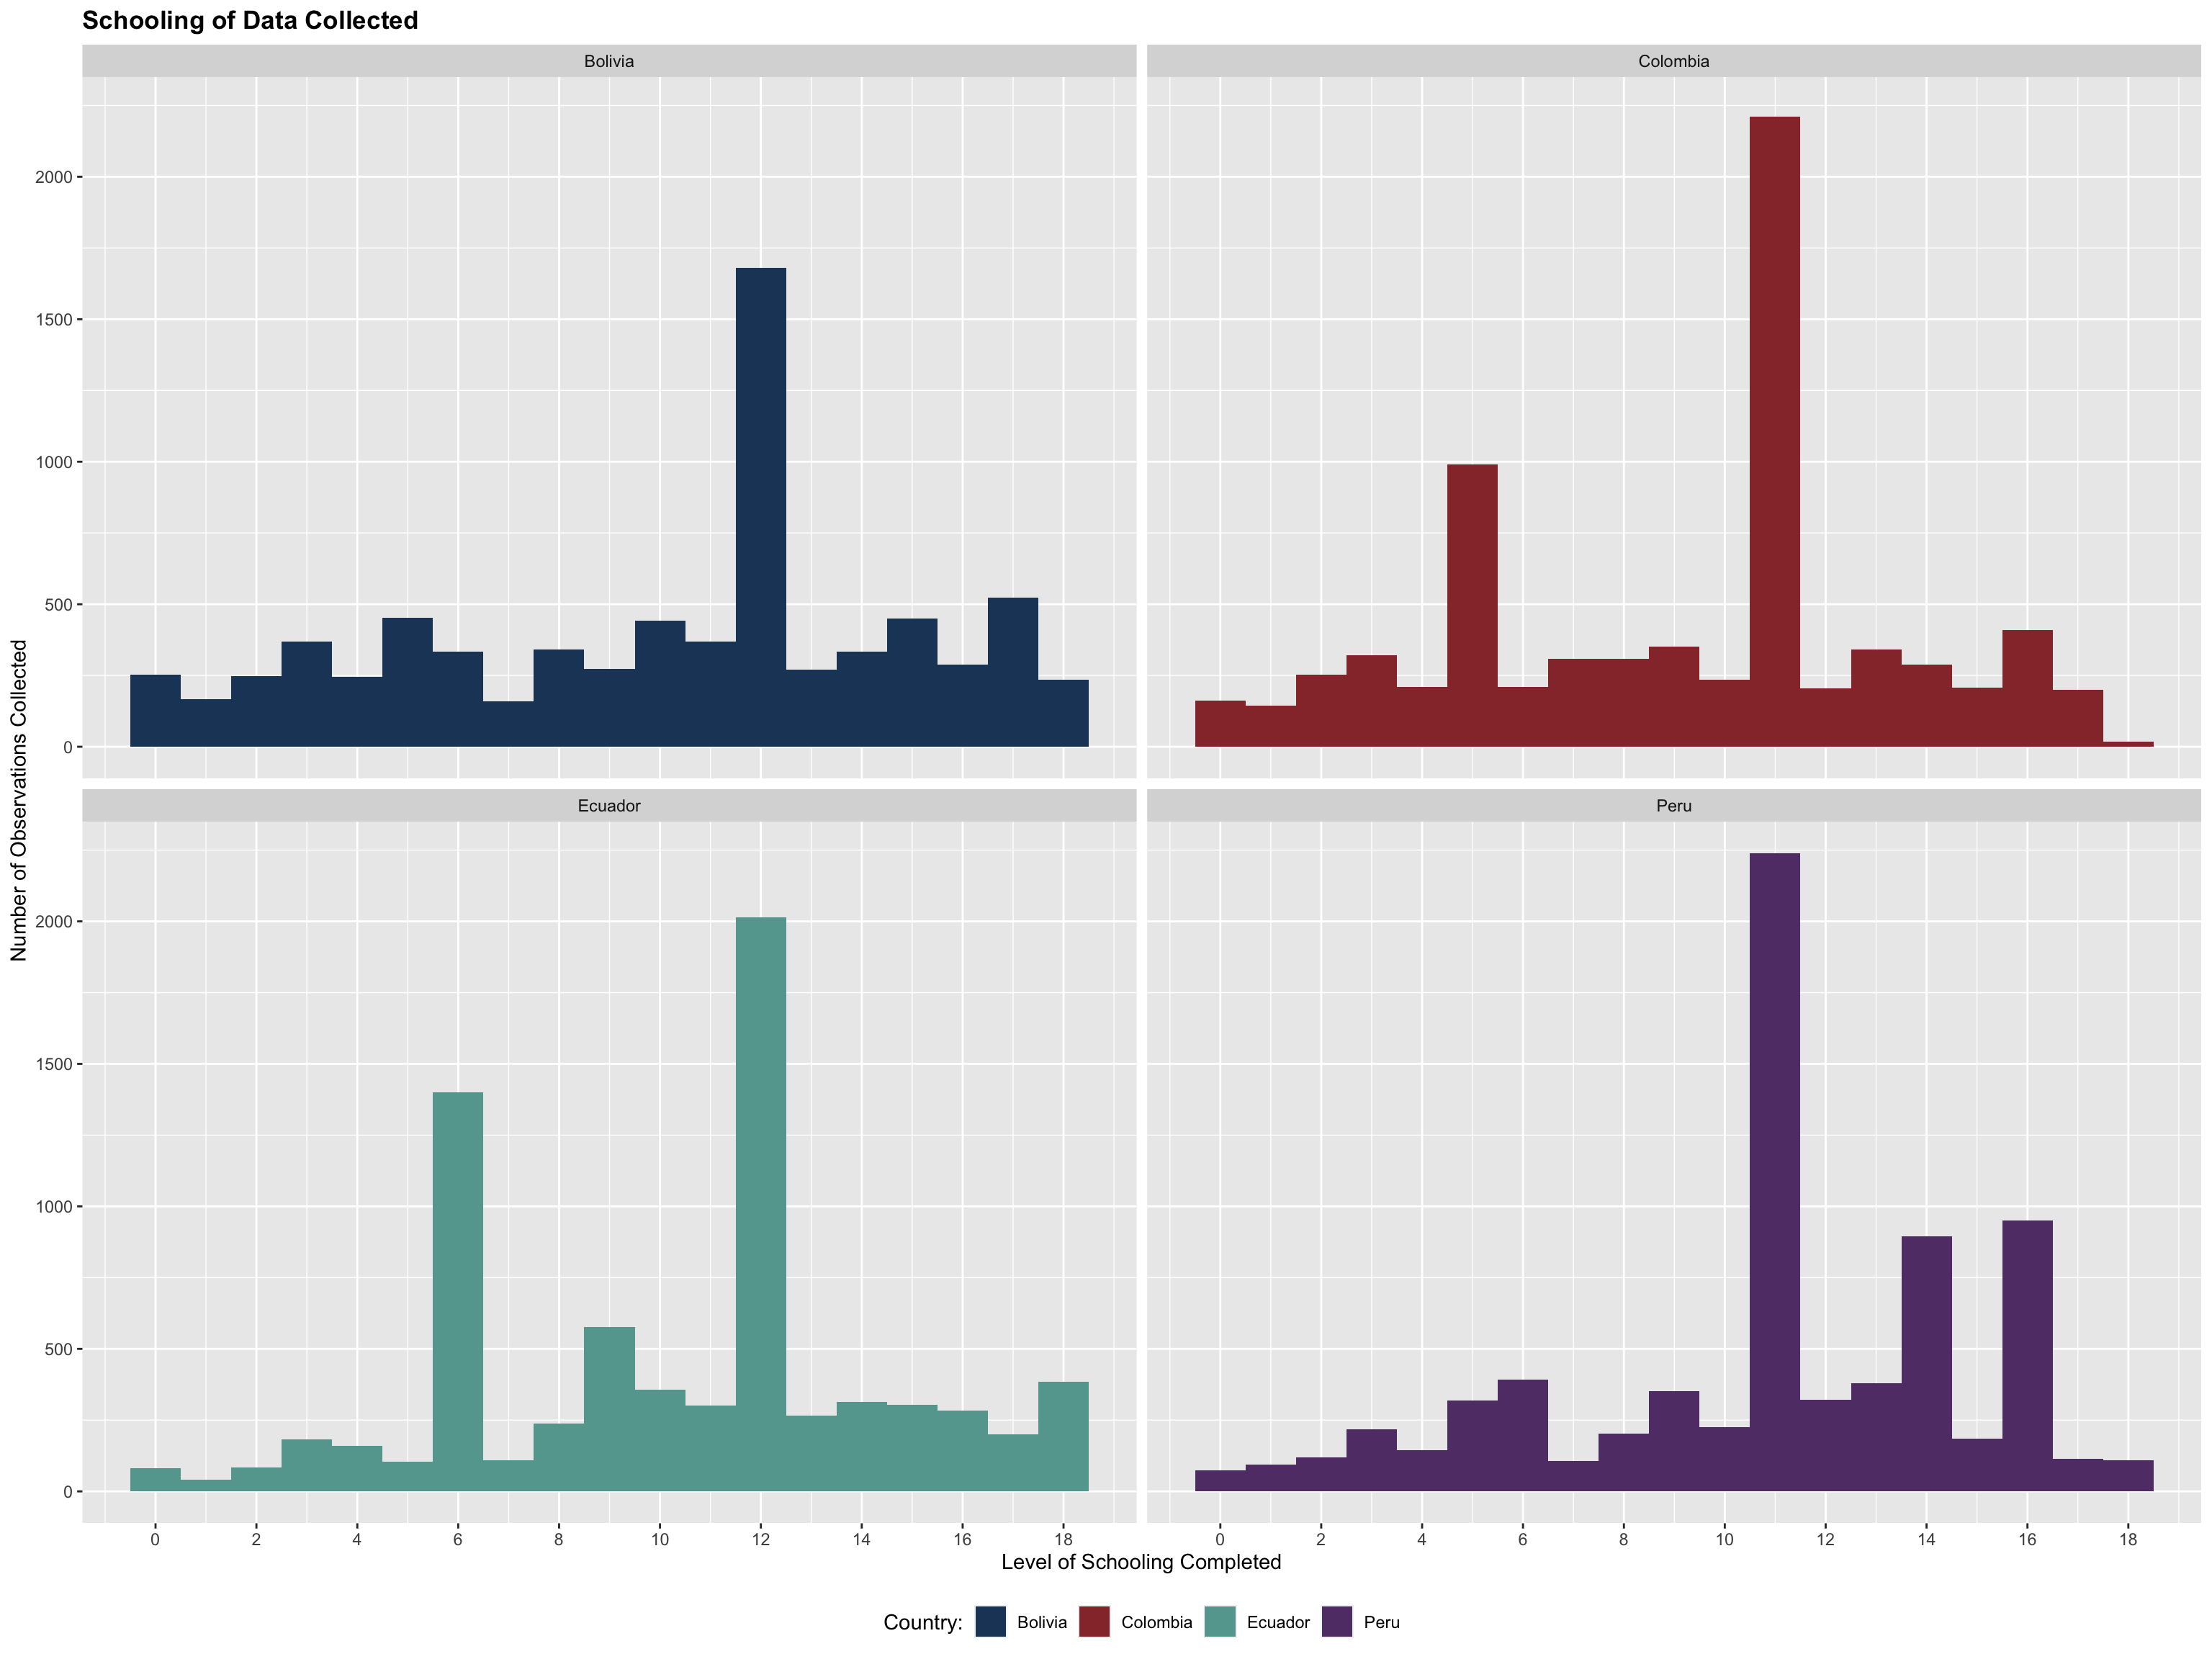 Schooling of Data Collected
Bolivia
Colombia
2000
1500
1000
500
0
Ecuador
Peru
2000
1500
1000
500
0
Number of Observations Collected
0 2 4 6 8 10 12 14 16 18
0 2 4 6 8 10 12 14 16 18
Level of Schooling Completed
Country: Bolivia Colombia Ecuador Peru